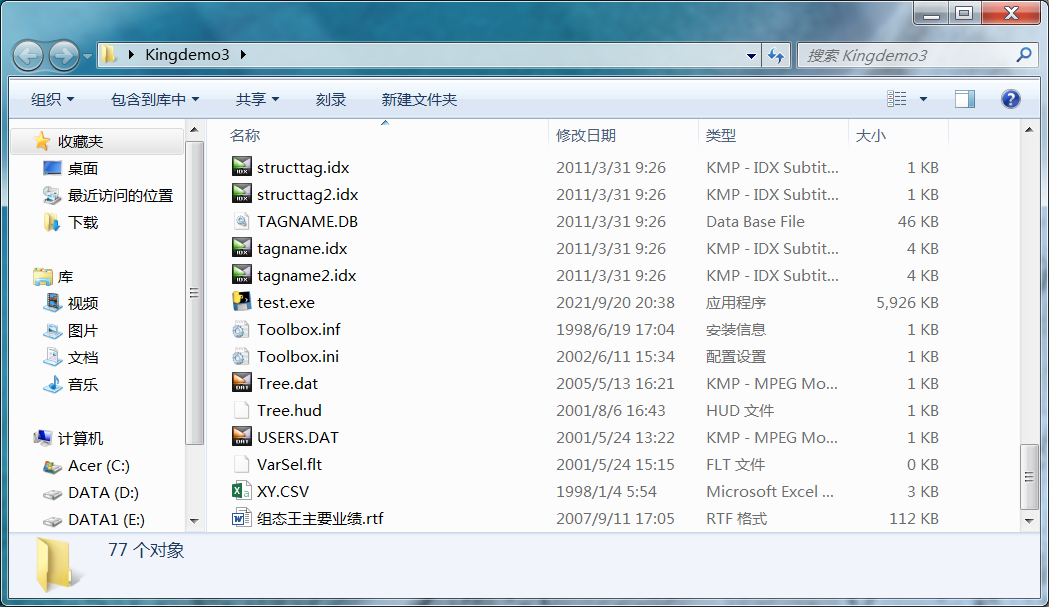 Kingdemo3
搜索 Kingdemo3
组织 包含到库中 共享 刻录 新建文件夹
收藏夹
桌面
最近访问的位置
下载
库
视频
图片
文档
音乐
计算机
Acer (C:)
DATA (D:)
DATA1 (E:)
名称 修改日期 类型 大小
structtag.idx 2011/3/31 9:26 KMP - IDX Subtit... 1 KB
structtag2.idx 2011/3/31 9:26 KMP - IDX Subtit... 1 KB
TAGNAME.DB 2011/3/31 9:26 Data Base File 46 KB
tagname.idx 2011/3/31 9:26 KMP - IDX Subtit... 4 KB
tagname2.idx 2011/3/31 9:26 KMP - IDX Subtit... 4 KB
test.exe 2021/9/20 20:38 应用程序 5,926 KB
Toolbox.inf 1998/6/19 17:04 安装信息 1 KB
Toolbox.ini 2002/6/11 15:34 配置设置 1 KB
Tree.dat 2005/5/13 16:21 KMP - MPEG Mo... 1 KB
Tree.hud 2001/8/6 16:43 HUD 文件 1 KB
USERS.DAT 2001/5/24 13:22 KMP - MPEG Mo... 1 KB
VarSel.flt 2001/5/24 15:15 FLT 文件 0 KB
XY.CSV 1998/1/4 5:54 Microsoft Excel ... 3 KB
组态王主要业绩.rtf 2007/9/11 17:05 RTF 格式 112 KB
77 个对象